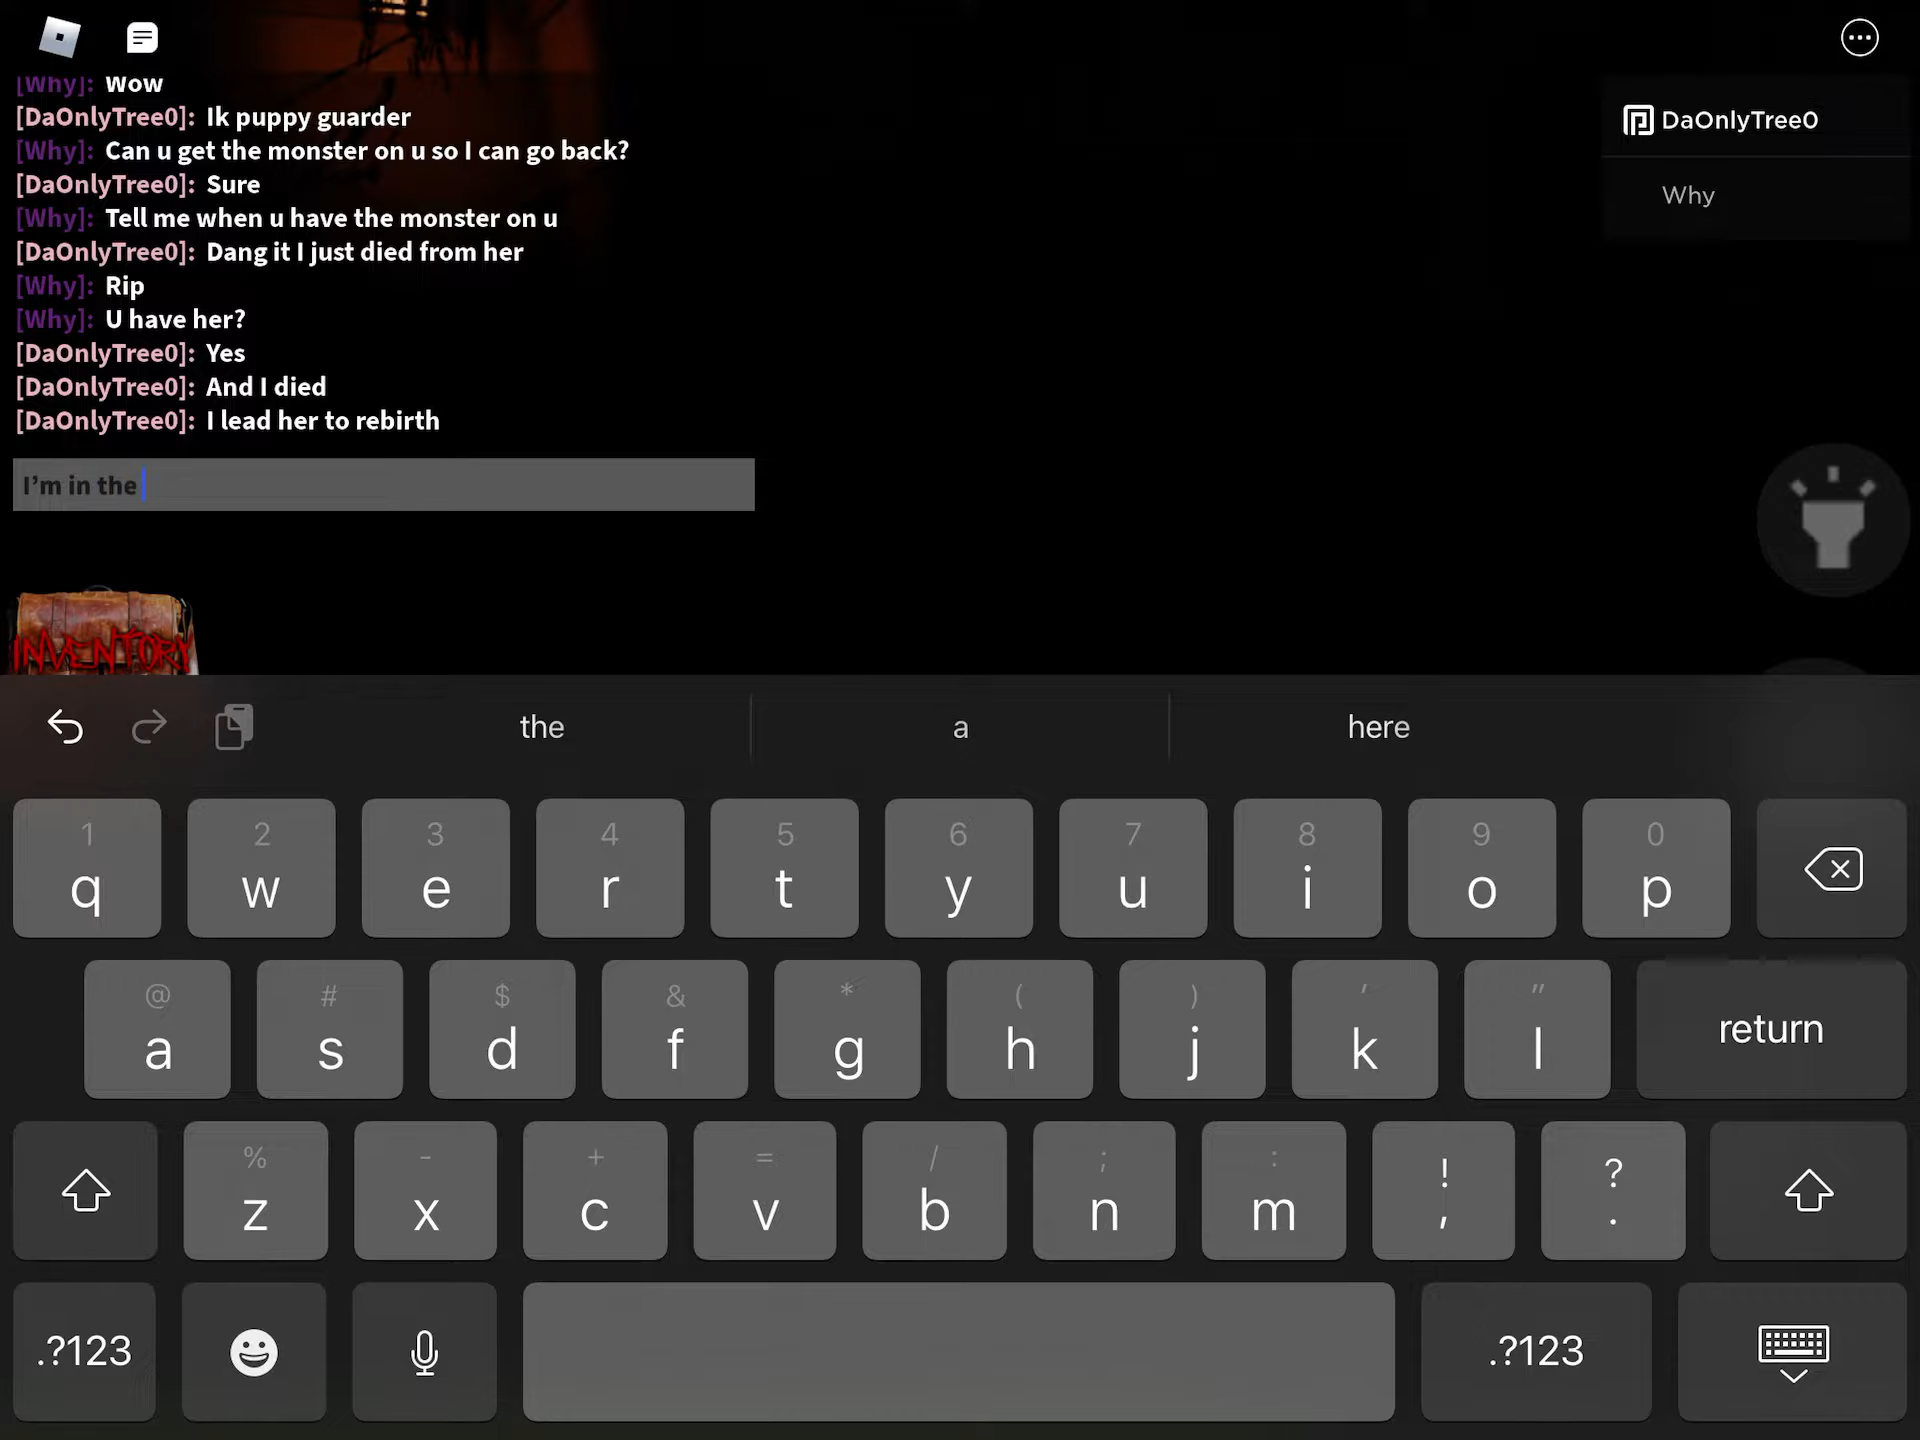 [Why]: Wow
[DaOnlyTree0]: Ik puppy guarder
[Why]: Can u get the monster on u so I can go back?
[DaOnlyTree0]: Sure
[Why]: Tell me when u have the monster on u
[DaOnlyTree0]: Dang it I just died from her
[Why]: Rip
[Why]: U have her?
[DaOnlyTree0]: Yes
[DaOnlyTree0]: And I died
[DaOnlyTree0]: I lead her to rebirth
I’m in the
DaOnlyTree0
Why
INVENTORY
the a here
1 2 3 4 5 6 7 8 9 0
q w e r t y u i o p
@ # $ & * ( ) ' "
a s d f g h j k l return
% - + = / ; : ! ?
z x c v b n m , .
.?123 .?123